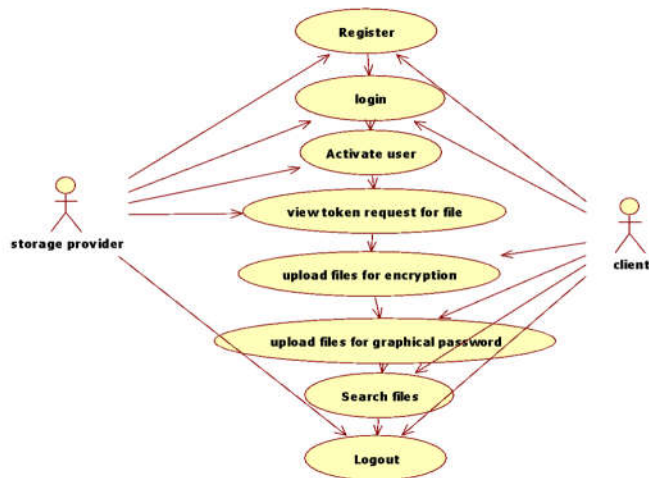 Register
login
Activate user
view token request for file
storage provider
client
upload files for encryption
upload files for graphical password
Search files
Logout